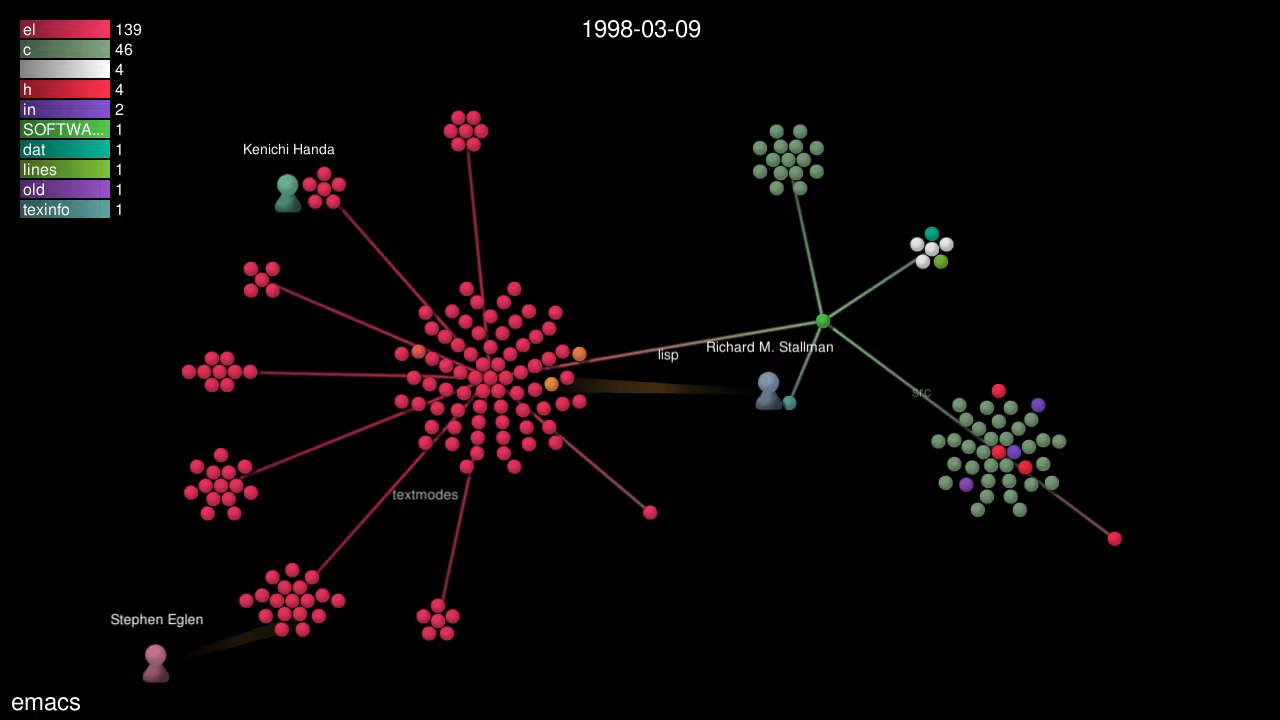 1998-03-09
el 139
c 46
4
h 4
in 2
SOFTWA... 1
dat 1
lines 1
old 1
texinfo 1
Kenichi Handa
Richard M. Stallman
lisp
src
textmodes
Stephen Eglen
emacs